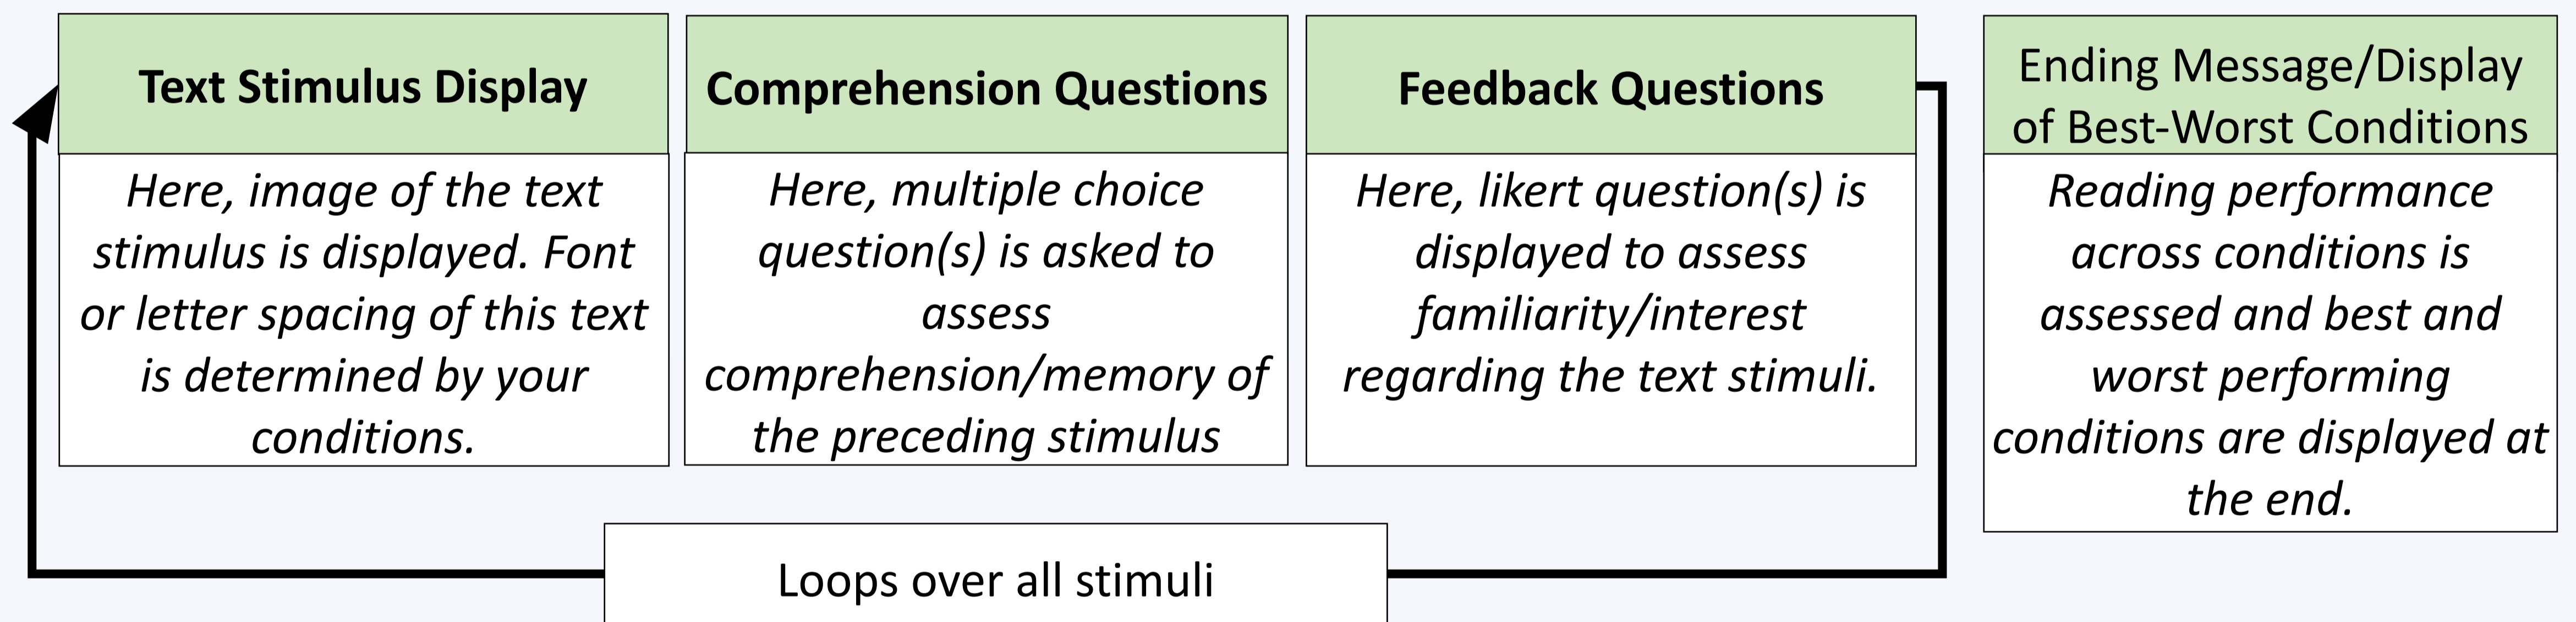 Text Stimulus Display
Here, image of the text
stimulus is displayed. Font
or letter spacing of this text
is determined by your
conditions.
Comprehension Questions
Here, multiple choice
question(s) is asked to
assess
comprehension/memory of
the preceding stimulus
Feedback Questions
Here, likert question(s) is
displayed to assess
familiarity/interest
regarding the text stimuli.
Ending Message/Display
of Best-Worst Conditions
Reading performance
across conditions is
assessed and best and
worst performing
conditions are displayed at
the end.
Loops over all stimuli